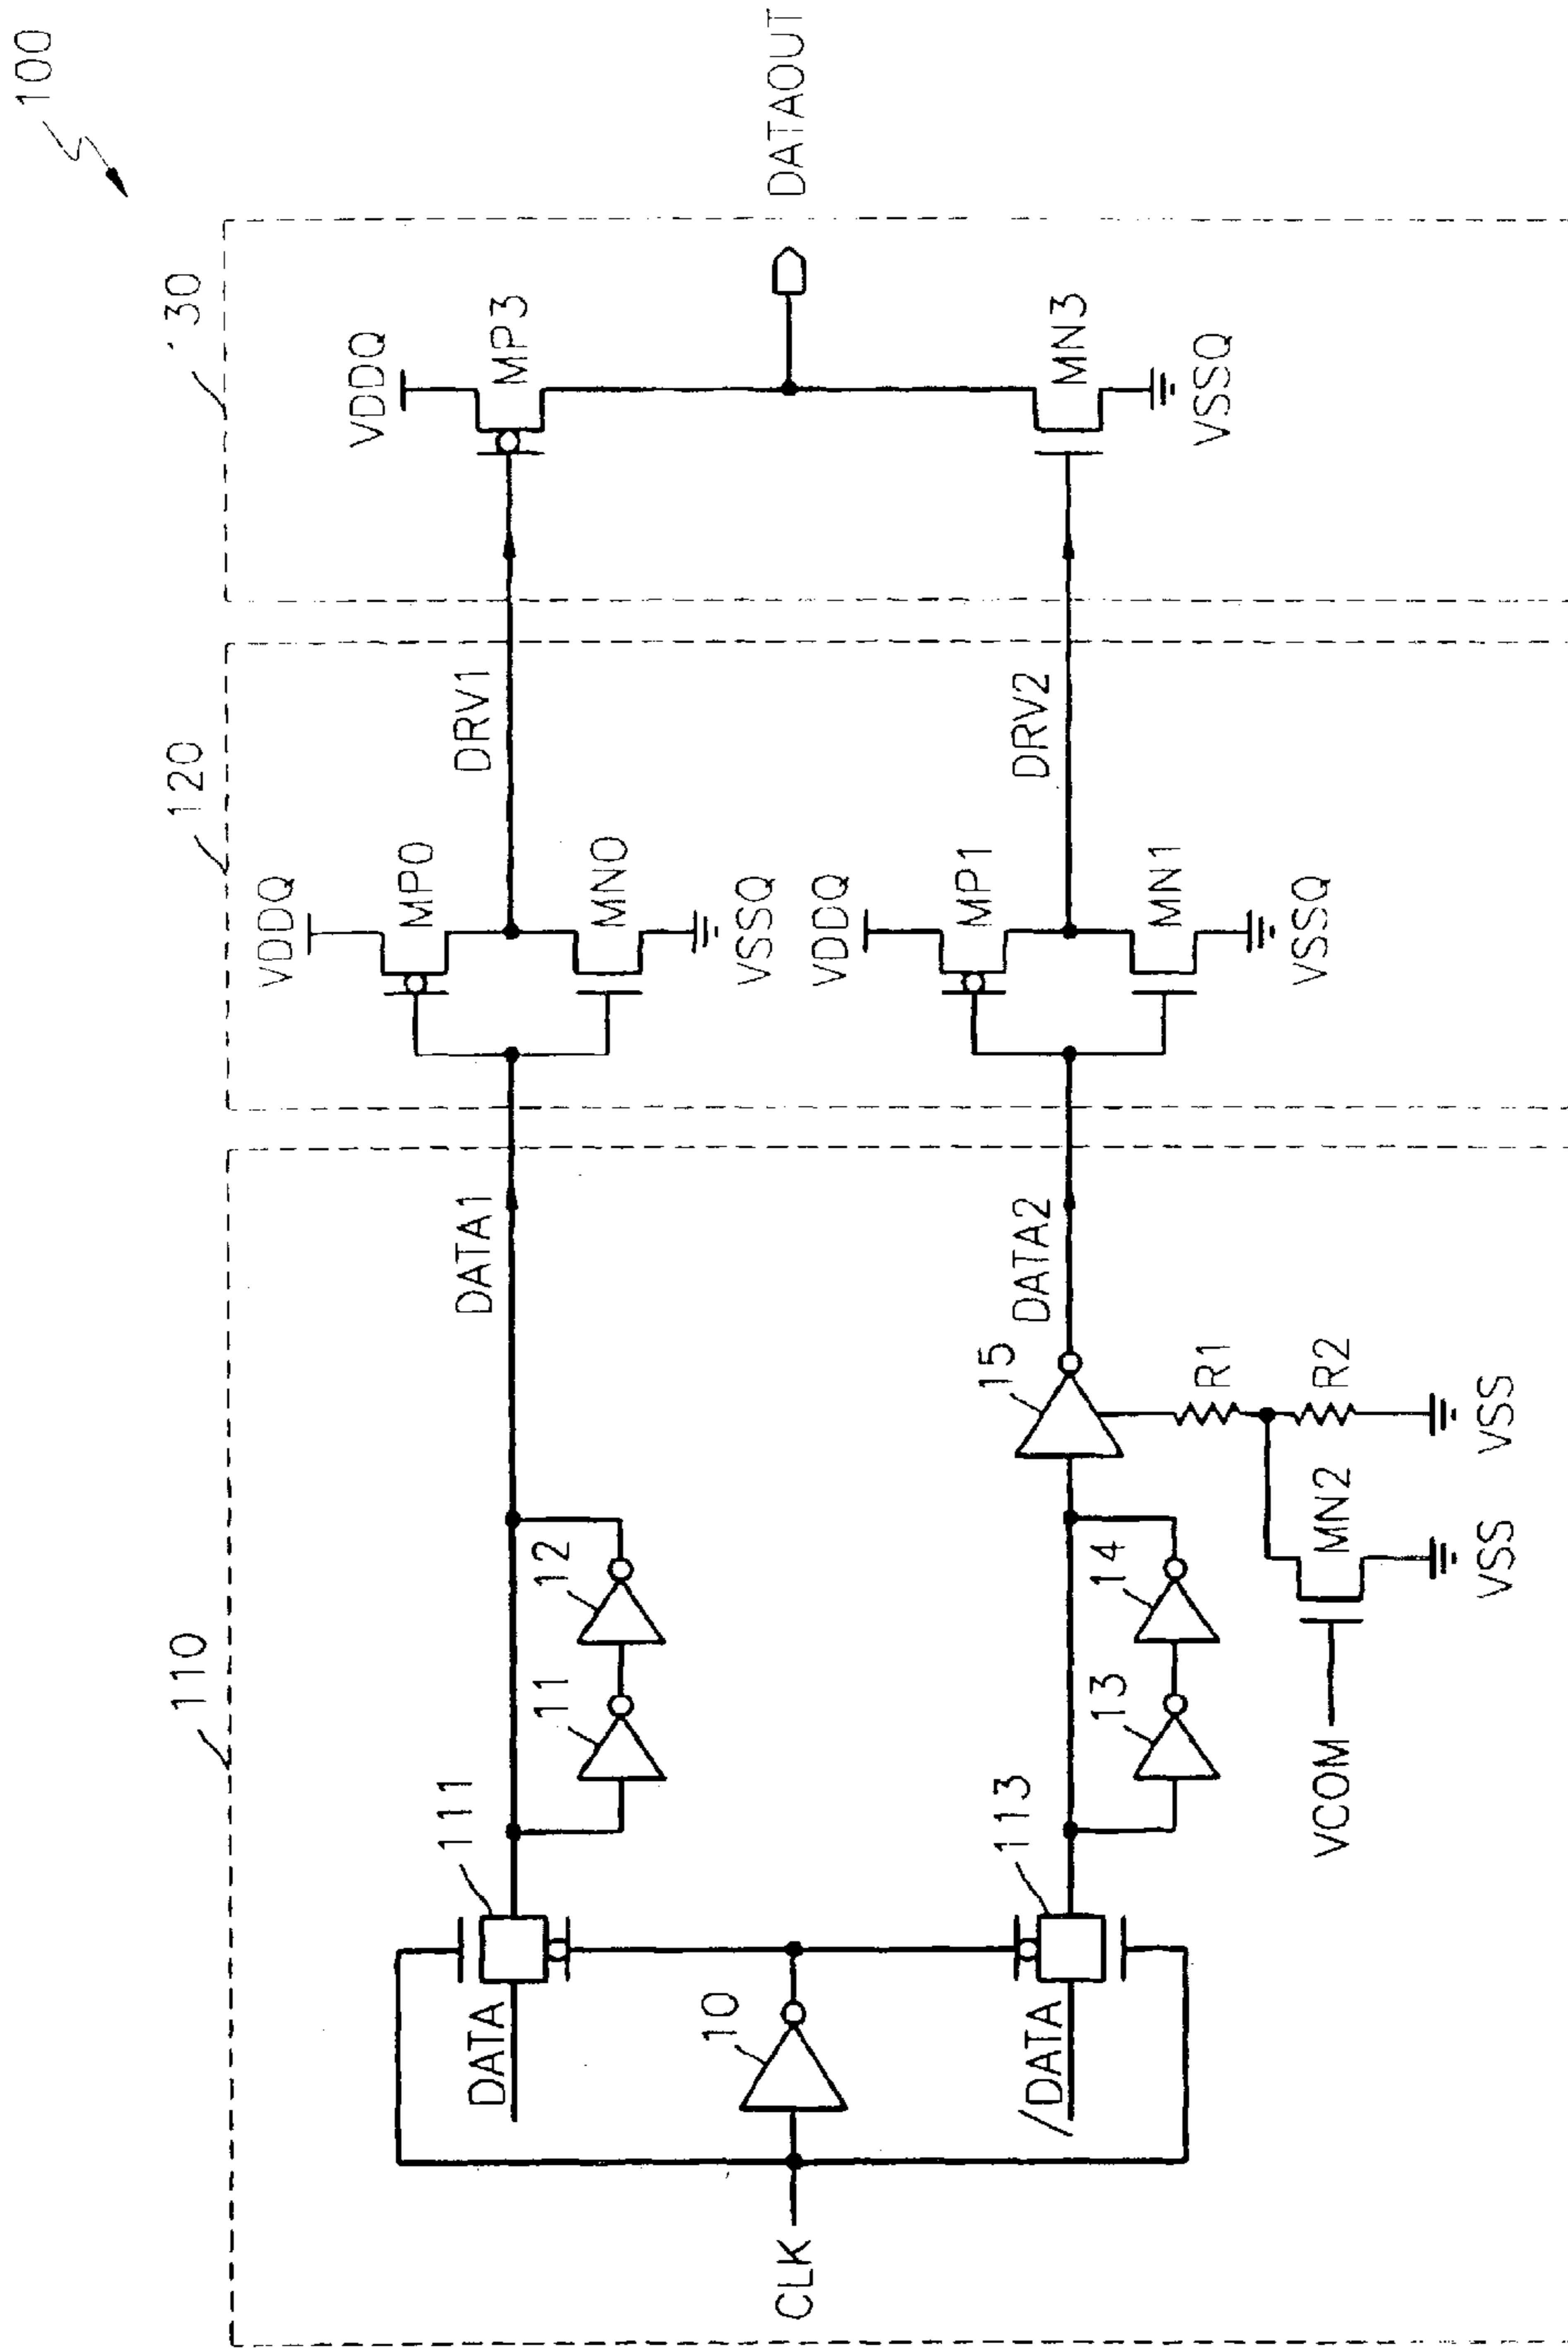 100
110
120
130
CLK
DATA
111
10
/DATA
113
11
12
DATA1
13
14
15
DATA2
VCOM
MN2
VSS
R1
R2
VSS
VDDQ
MP0
MN0
VSSQ
DRV1
VDDQ
MP1
MN1
VSSQ
DRV2
VDDQ
MP3
MN3
VSSQ
DATAOUT